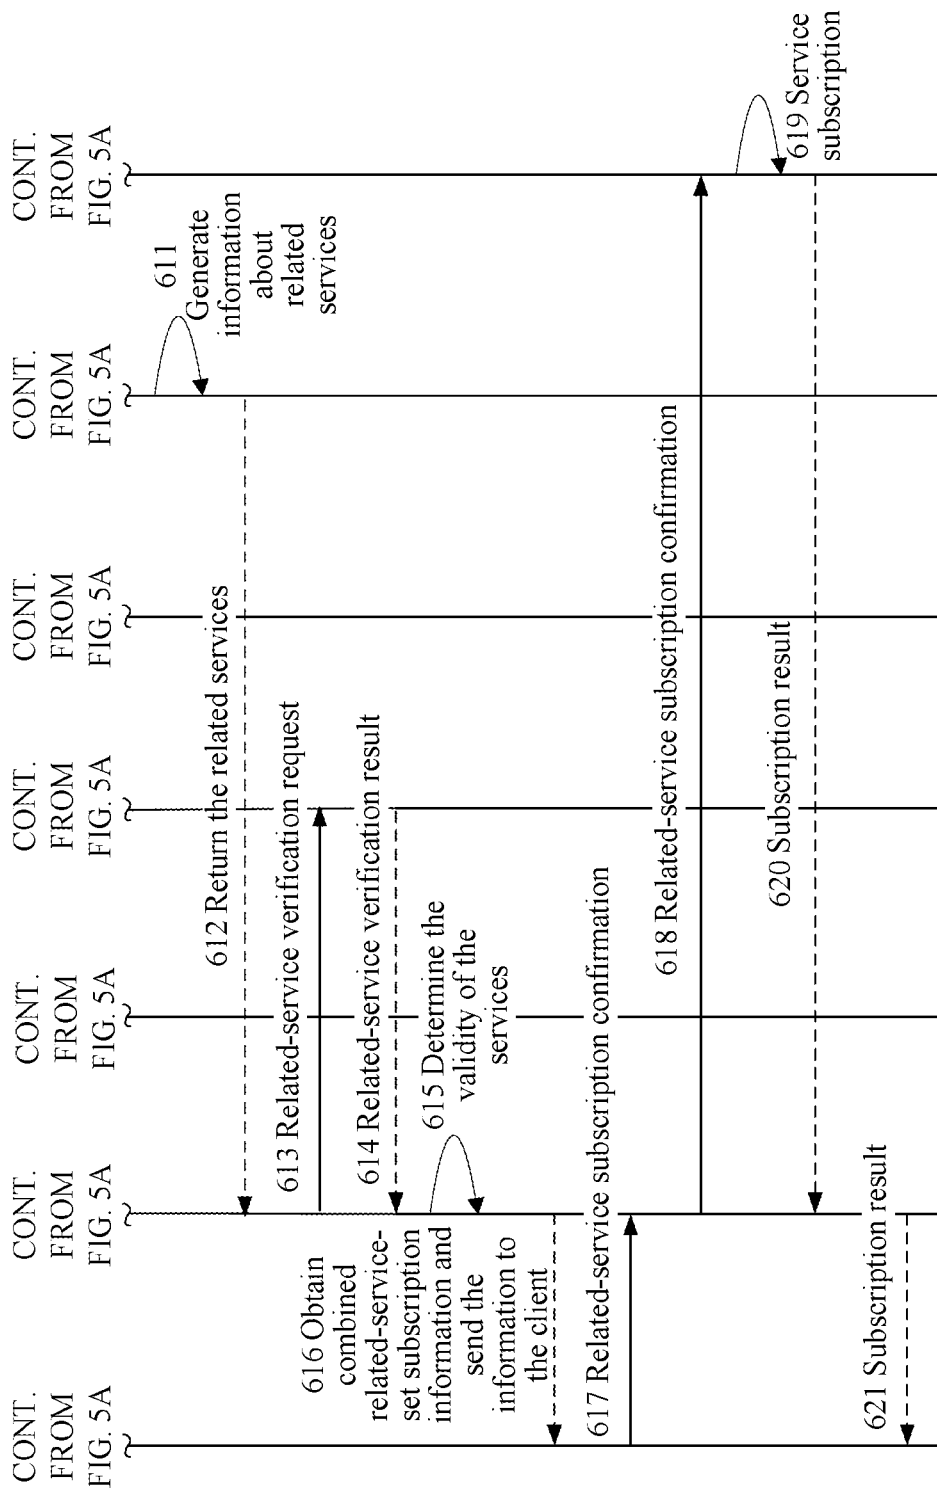 CONT.
FROM
FIG. 5A
CONT.
FROM
FIG. 5A
CONT.
FROM
FIG. 5A
CONT.
FROM
FIG. 5A
CONT.
FROM
FIG. 5A
CONT.
FROM
FIG. 5A
CONT.
FROM
FIG. 5A
611
Generate
information
about
related
services
612 Return the related services
613 Related-service verification request
614 Related-service verification result
615 Determine the
validity of the
services
616 Obtain
combined
related-service-
set subscription
information and
send the
information to
the client
617 Related-service subscription confirmation
618 Related-service subscription confirmation
619 Service
subscription
620 Subscription result
621 Subscription result